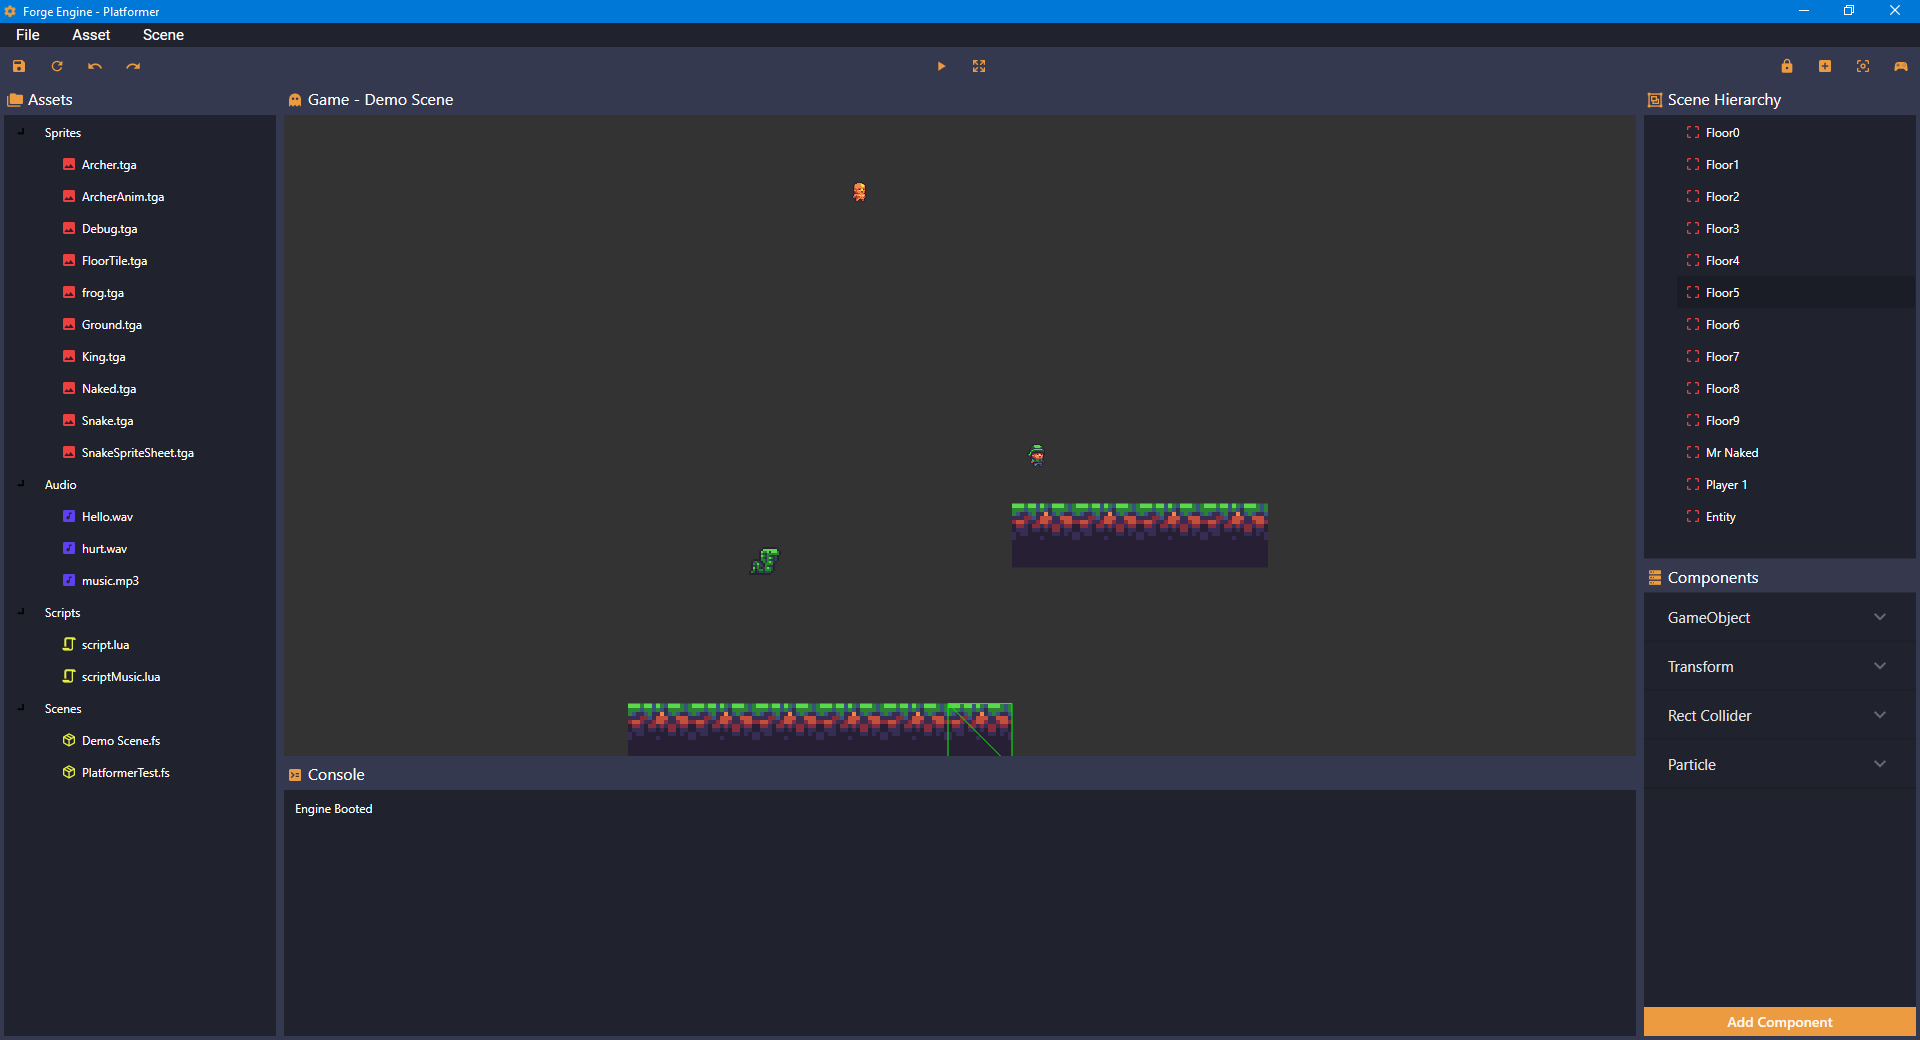 Forge Engine - Platformer
File Asset Scene
Assets
Sprites
Archer.tga
ArcherAnim.tga
Debug.tga
FloorTile.tga
frog.tga
Ground.tga
King.tga
Naked.tga
Snake.tga
SnakeSpriteSheet.tga
Audio
Hello.wav
hurt.wav
music.mp3
Scripts
script.lua
scriptMusic.lua
Scenes
Demo Scene.fs
PlatformerTest.fs
Game - Demo Scene
Console
Engine Booted
Scene Hierarchy
Floor0
Floor1
Floor2
Floor3
Floor4
Floor5
Floor6
Floor7
Floor8
Floor9
Mr Naked
Player 1
Entity
Components
GameObject
Transform
Rect Collider
Particle
Add Component